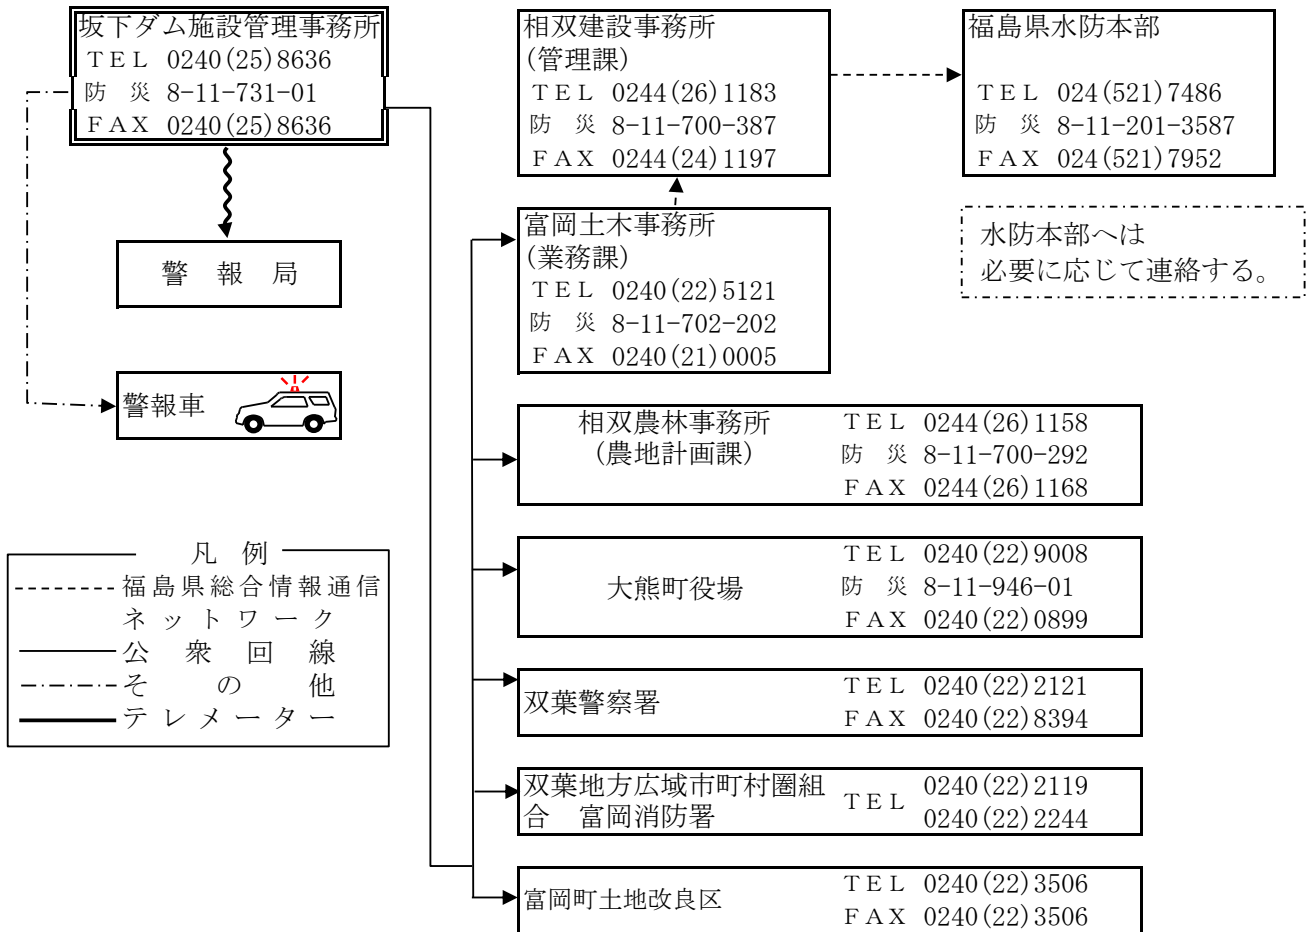 坂下ダム施設管理事務所
ＴＥＬ 0240(25)8636
防　災 8-11-731-01
ＦＡＸ 0240(25)8636
警　報　局
警報車
相双建設事務所
(管理課)
ＴＥＬ 0244(26)1183
防　災 8-11-700-387
ＦＡＸ 0244(24)1197
福島県水防本部
ＴＥＬ 024(521)7486
防　災 8-11-201-3587
ＦＡＸ 024(521)7952
水防本部へは
必要に応じて連絡する。
富岡土木事務所
(業務課)
ＴＥＬ 0240(22)5121
防　災 8-11-702-202
ＦＡＸ 0240(21)0005
相双農林事務所
(農地計画課)
ＴＥＬ 0244(26)1158
防　災 8-11-700-292
ＦＡＸ 0244(26)1168
大熊町役場
ＴＥＬ 0240(22)9008
防　災 8-11-946-01
ＦＡＸ 0240(22)0899
双葉警察署
ＴＥＬ 0240(22)2121
ＦＡＸ 0240(22)8394
双葉地方広域市町村圏組
合　富岡消防署
ＴＥＬ 0240(22)2119
0240(22)2244
富岡町土地改良区
ＴＥＬ 0240(22)3506
ＦＡＸ 0240(22)3506
凡　例
福島県総合情報通信
ネットワーク
公　衆　回　線
そ　の　他
テレメーター